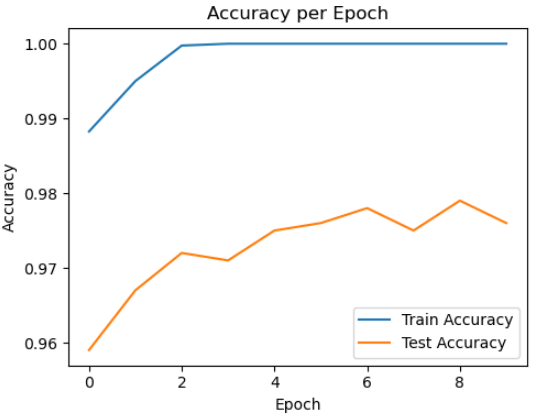 Accuracy per Epoch
1.00
0.99
0.98
0.97
0.96
Accuracy
Train Accuracy
Test Accuracy
0 2 4 6 8
Epoch